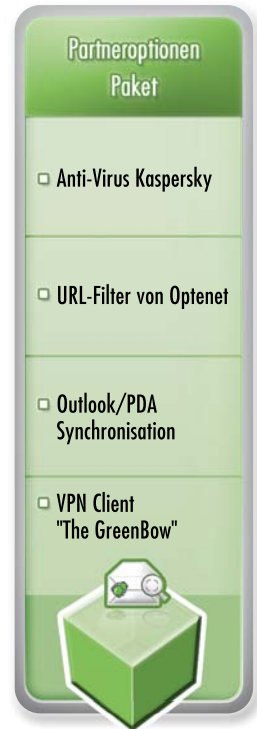 Partneroptionen
Paket
Anti-Virus Kaspersky
URL-Filter von Optenet
Outlook/PDA
Synchronisation
VPN Client
"The GreenBow"